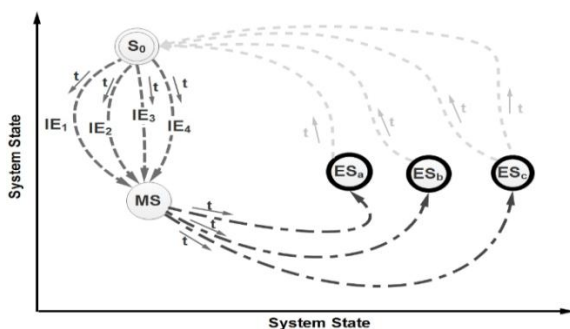 S0
t
t
t
t
IE1
IE2
IE3
IE4
MS
t
t
t
ESa
ESb
ESc
t
t
t
System State
System State